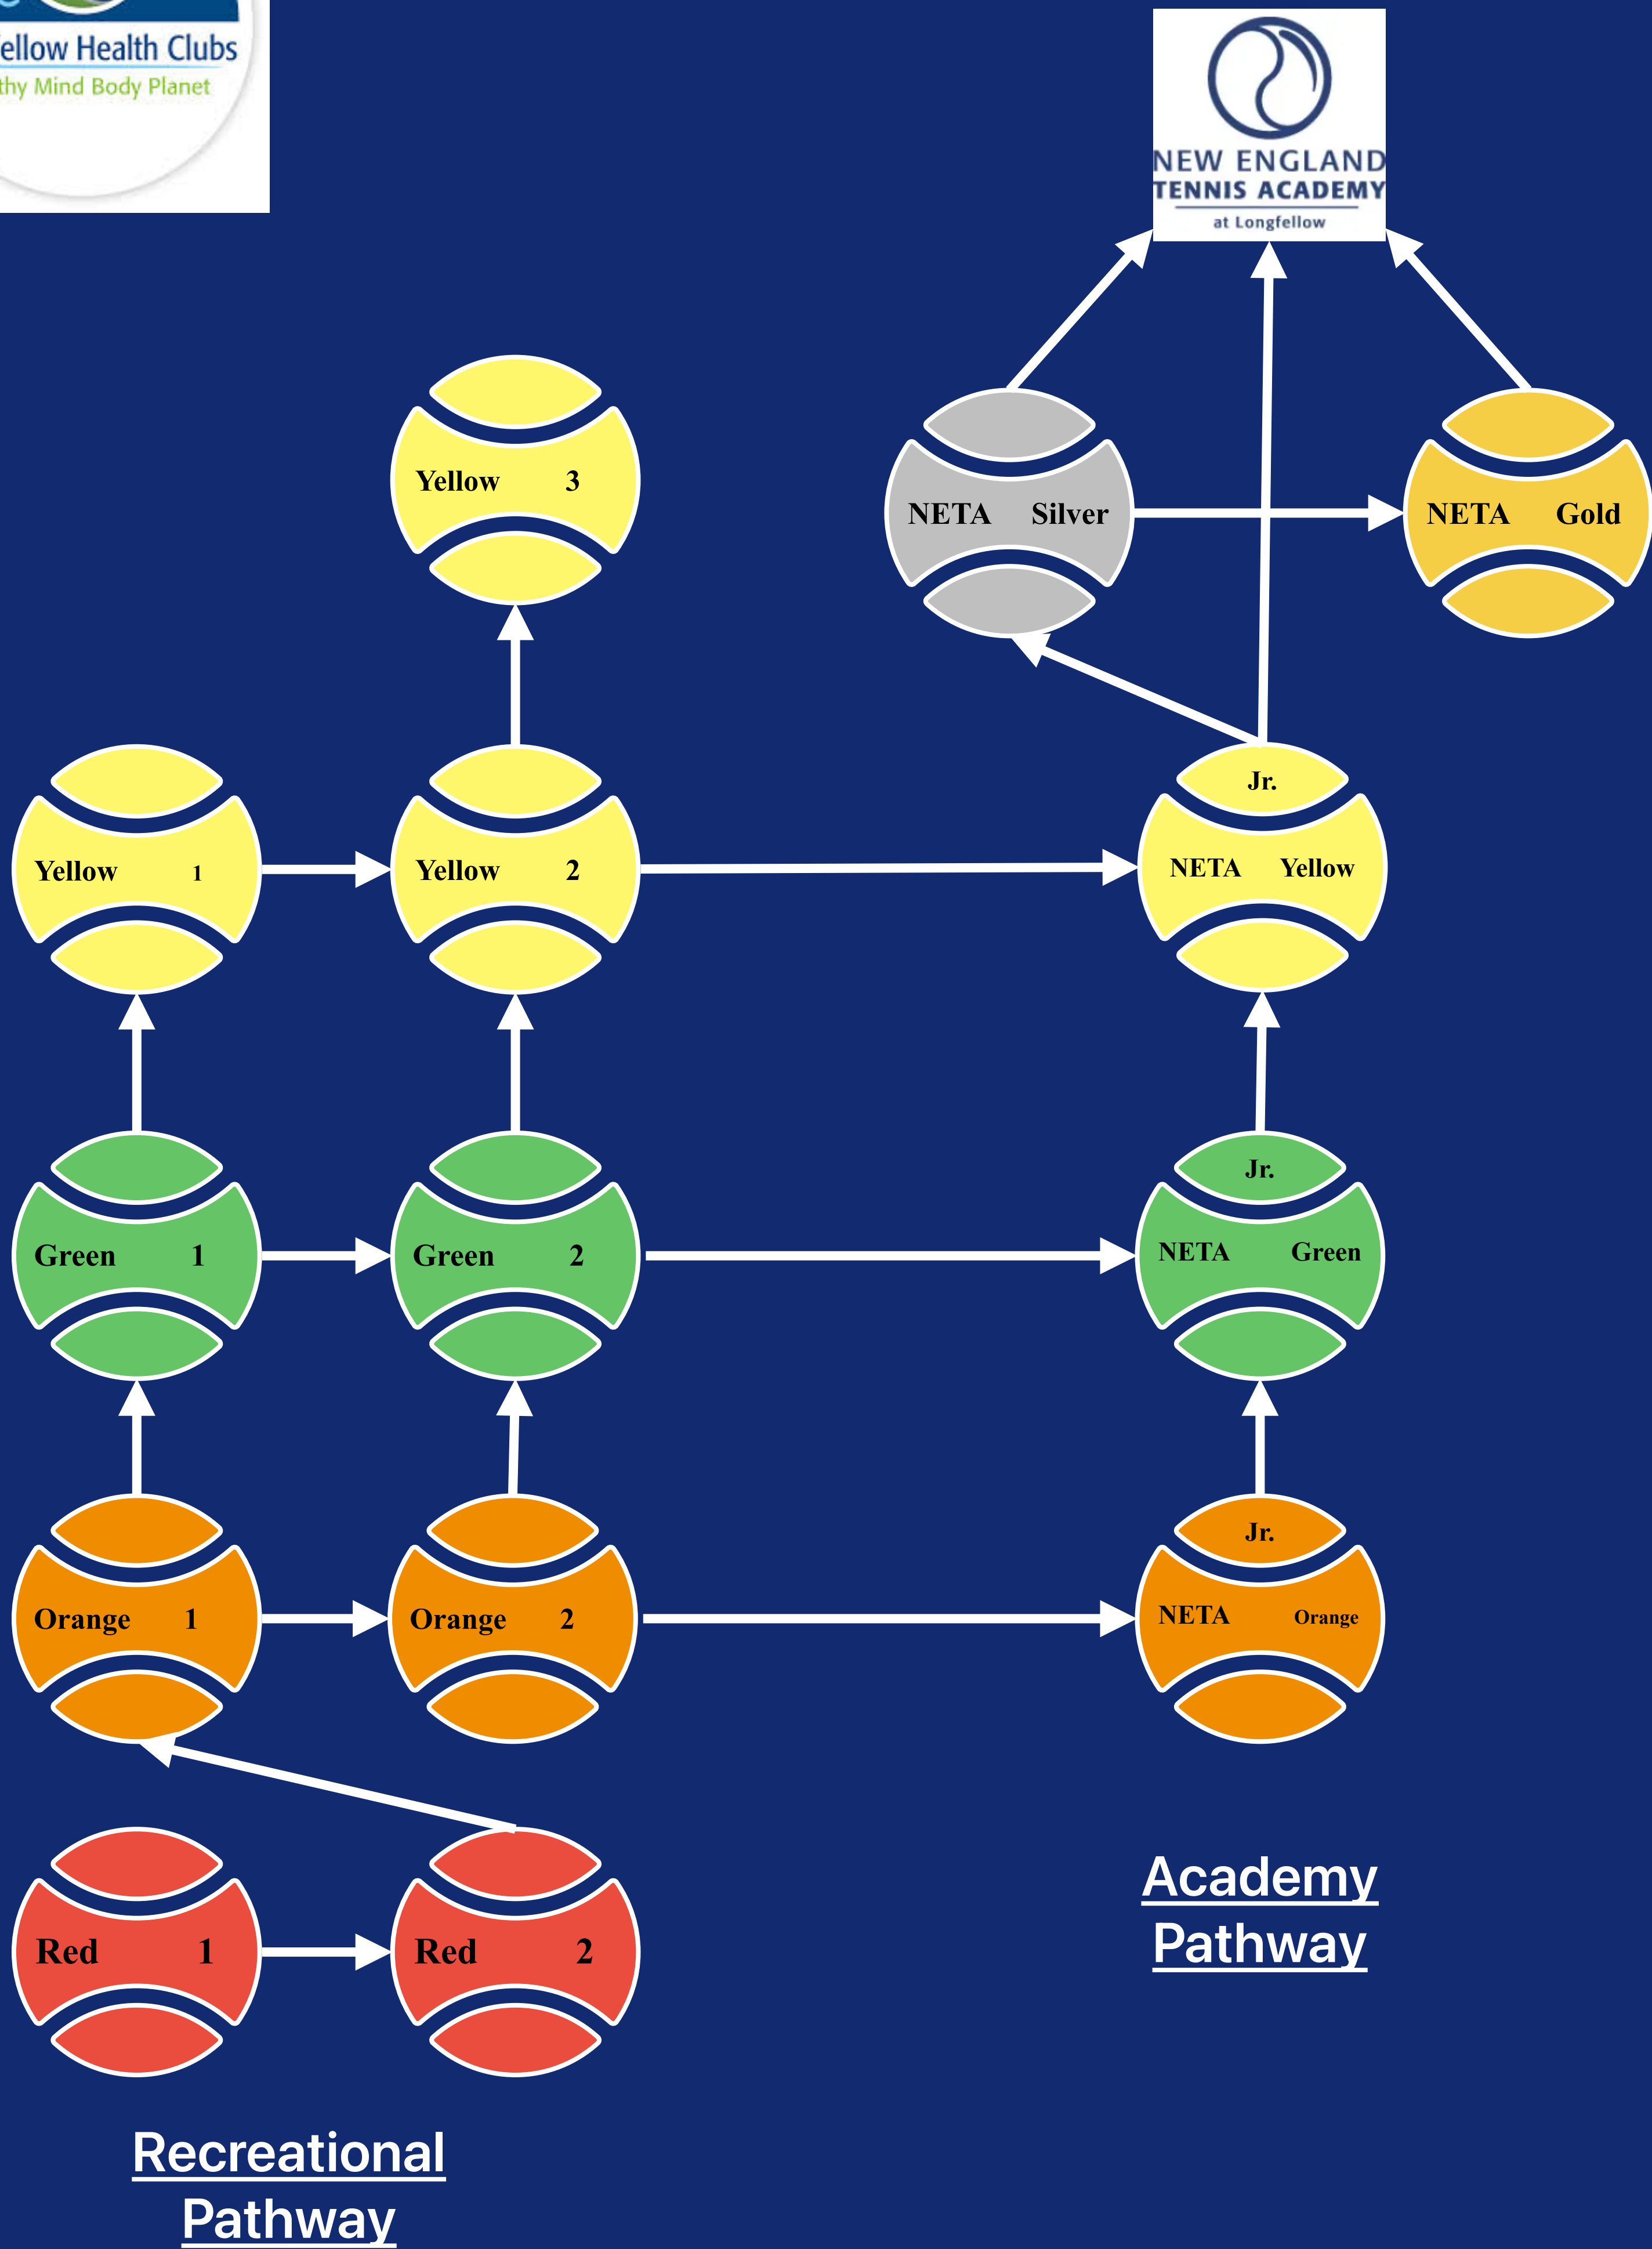 ellow Health Clubs
thy Mind Body Planet
NEW ENGLAND
TENNIS ACADEMY
at Longfellow
Yellow 3
NETA Silver
NETA Gold
Yellow 1
Yellow 2
Jr.
NETA Yellow
Green 1
Green 2
Jr.
NETA Green
Orange 1
Orange 2
Jr.
NETA Orange
Red 1
Red 2
Academy
Pathway
Recreational
Pathway